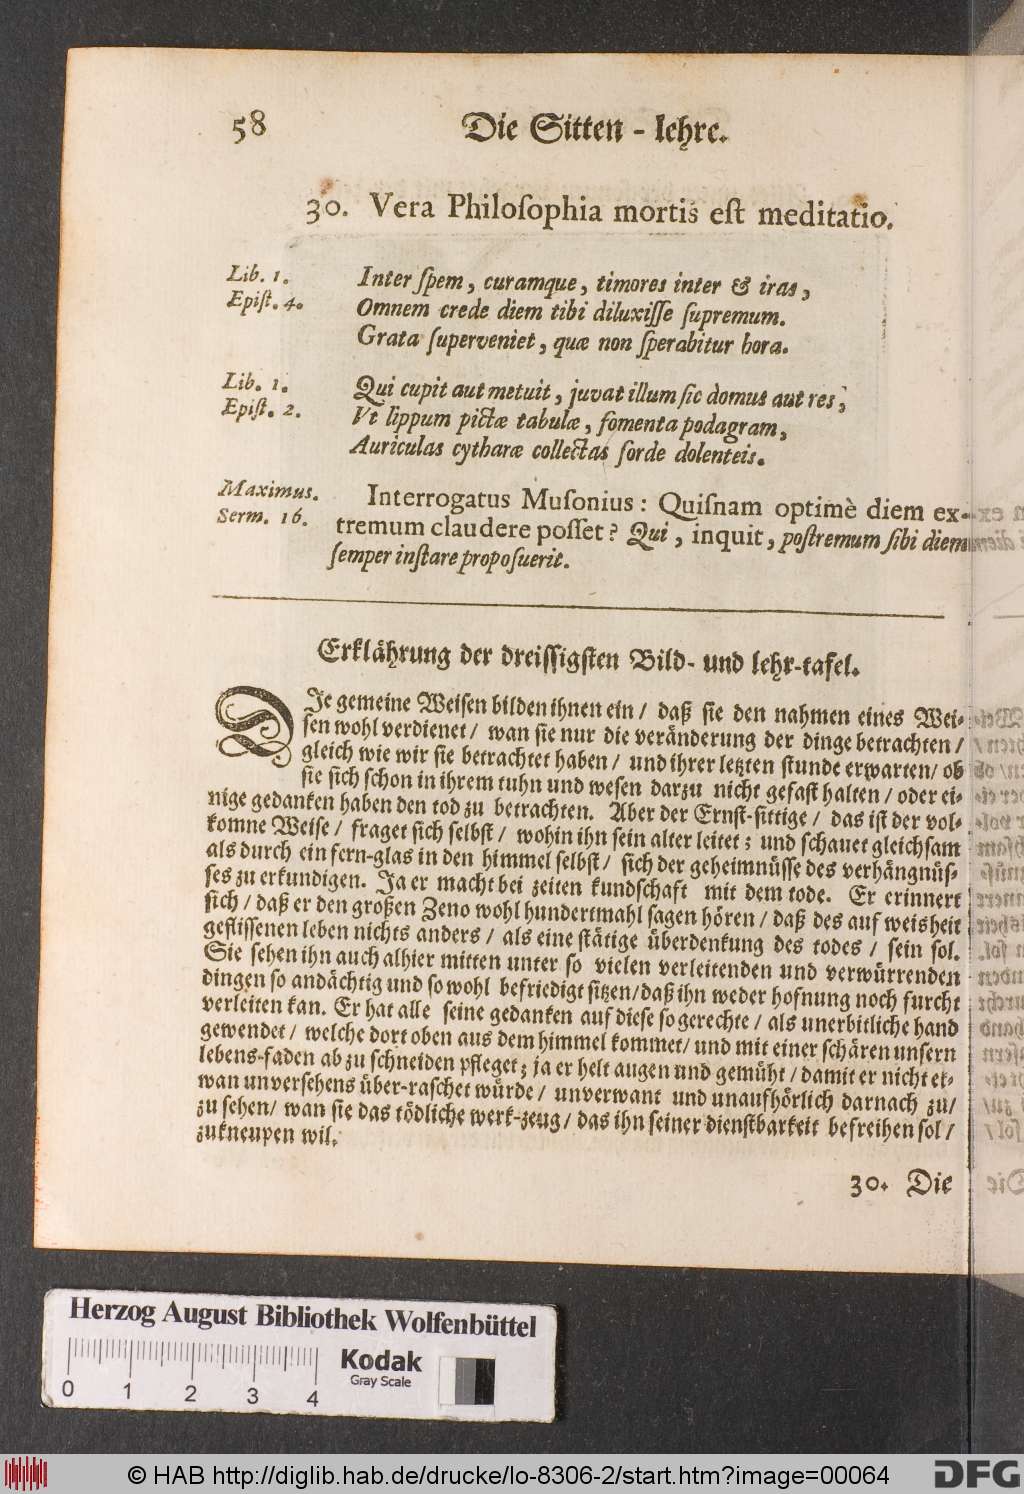 58 Die Sitten-lehre.
30. Vera Philoſophia mortis eſt meditatio.
Lib. 1. Inter ſpem, curamque, timores inter & iras,
Epiſt. 4. Omnem crede diem tibi diluxiſſe ſupremum.
Grata ſuperveniet, quæ non ſperabitur hora.
Lib. 1. Qui cupit aut metuit, juvat illum ſic domus aut res,
Epiſt. 2. Vt lippum pictæ tabulæ, fomenta podagram,
Auriculas cytharæ collectas ſorde dolenteis.
Maximus. Interrogatus Muſonius: Quiſnam optimè diem ex-
Serm. 16. tremum claudere poſſet? Qui, inquit, poſtremum ſibi diem
ſemper inſtare propoſuerit.
Erklährung der dreiſſigſten Bild- und lehr-tafel.
DJe gemeine Weiſen bilden ihnen ein / daß ſie den nahmen eines Wei-
ſen wohl verdienet / wan ſie nur die veränderung der dinge betrachten /
gleich wie wir ſie betrachtet haben / und ihrer letzten ſtunde erwarten / ob
ſie ſich ſchon in ihrem tuhn und weſen darzu nicht gefaſt halten / oder ei-
nige gedanken haben den tod zu betrachten. Aber der Ernſt-ſittige / das iſt der vol-
komne Weiſe / fraget ſich ſelbſt / wohin ihn ſein alter leitet; und ſchauet gleichſam
als durch ein fern-glas in den himmel ſelbſt / ſich der geheimnüſſe des verhängnüſ-
ſes zu erkundigen. Ja er macht bei zeiten kundſchaft mit dem tode. Er erinnert
ſich / daß er den großen Zeno wohl hundertmahl ſagen hören / daß des auf weisheit
gefliſſenen leben nichts anders / als eine ſtätige überdenkung des todes / ſein ſol.
Sie ſehen ihn auch alhier mitten unter ſo vielen verleitenden und verwürrenden
dingen ſo andächtig und ſo wohl befriedigt ſitzen / daß ihn weder hofnung noch furcht
verleiten kan. Er hat alle ſeine gedanken auf dieſe ſo gerechte / als unerbitliche hand
gewendet / welche dort oben aus dem himmel kommet / und mit einer ſchären unſern
lebens-faden ab zu ſchneiden pfleget; ja er helt augen und gemüht / damit er nicht et-
wan unverſehens über-raſchet würde / unverwant und unaufhörlich darnach zu /
zu ſehen / wan ſie das tödliche werk-zeug / das ihn ſeiner dienſtbarkeit befreihen ſol /
zukneupen wil.
30. Die
Herzog August Bibliothek Wolfenbüttel
Kodak
Gray Scale
0 1 2 3 4
© HAB http://diglib.hab.de/drucke/lo-8306-2/start.htm?image=00064
DFG